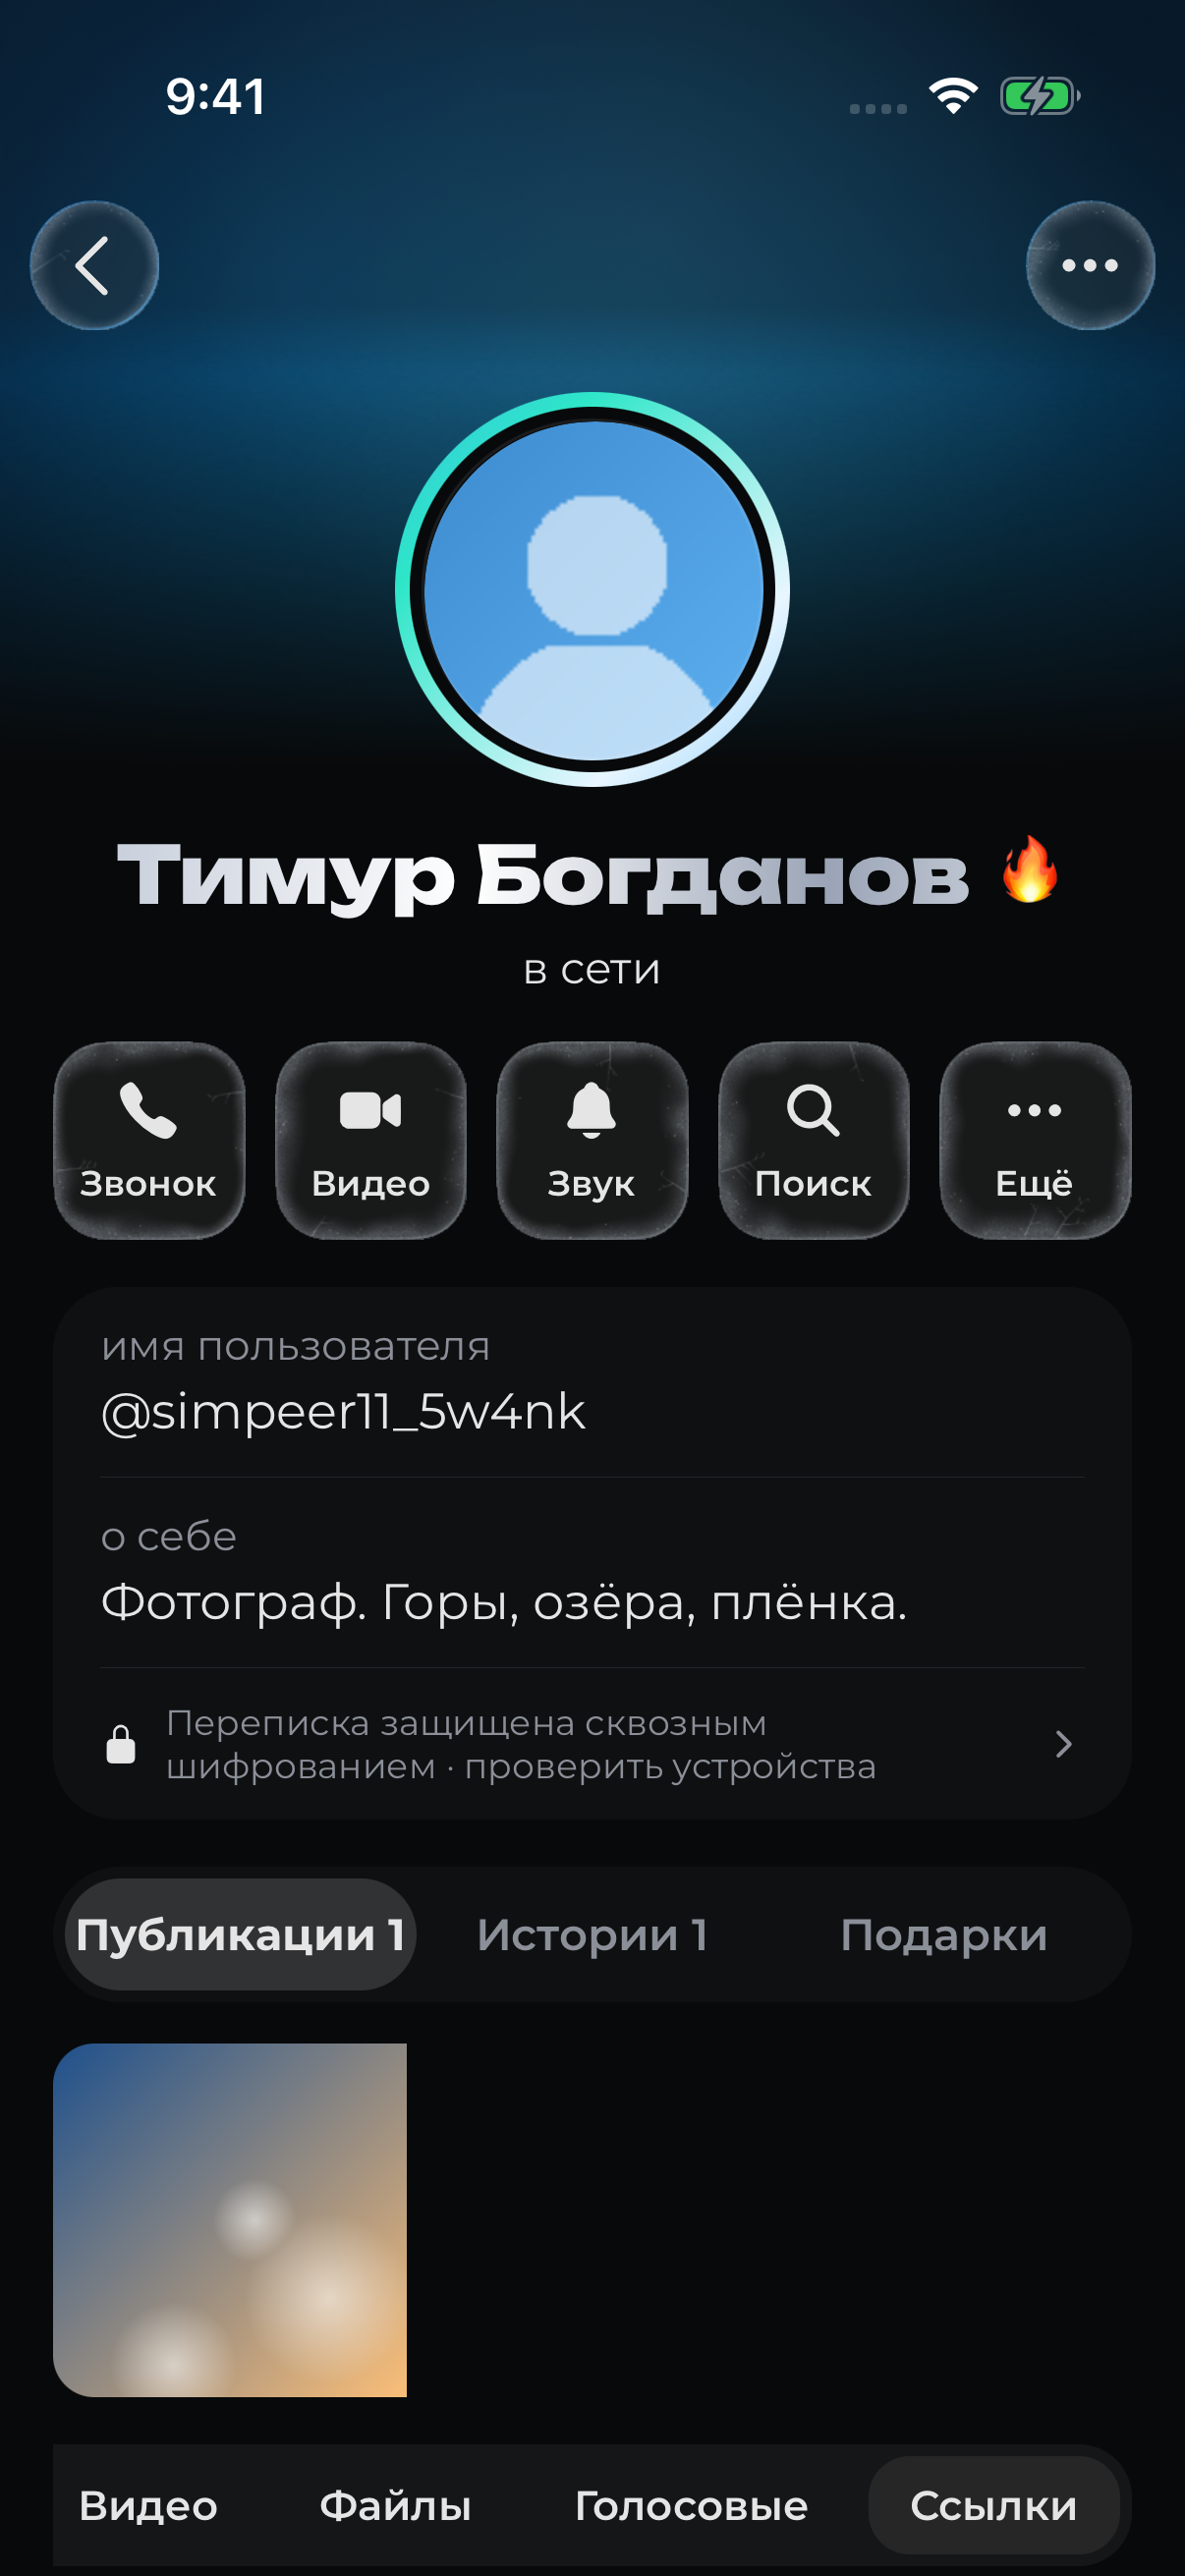 9:41
Тимур Богданов 🔥
в сети
Звонок
Видео
Звук
Поиск
Ещё
имя пользователя
@simpeer11_5w4nk
о себе
Фотограф. Горы, озёра, плёнка.
Переписка защищена сквозным
шифрованием · проверить устройства
Публикации 1
Истории 1
Подарки
Видео
Файлы
Голосовые
Ссылки